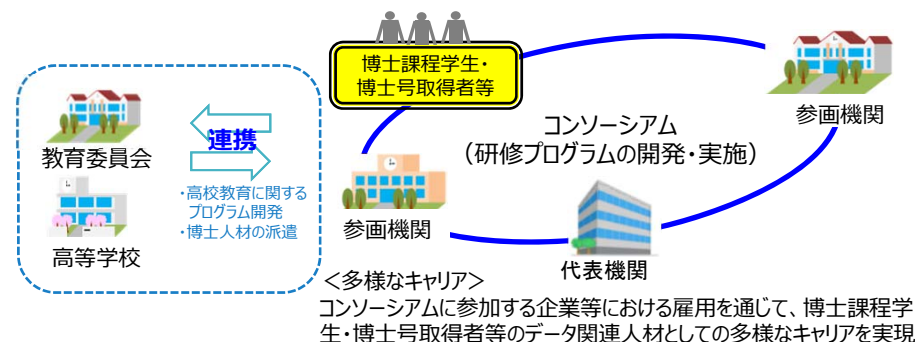 博士課程学生・
博士号取得者等
参画機関
コンソーシアム
（研修プログラムの開発・実施）
教育委員会
連携
・高校教育に関する
プログラム開発
・博士人材の派遣
高等学校
参画機関
代表機関
＜多様なキャリア＞
コンソーシアムに参加する企業等における雇用を通じて、博士課程学
生・博士号取得者等のデータ関連人材としての多様なキャリアを実現